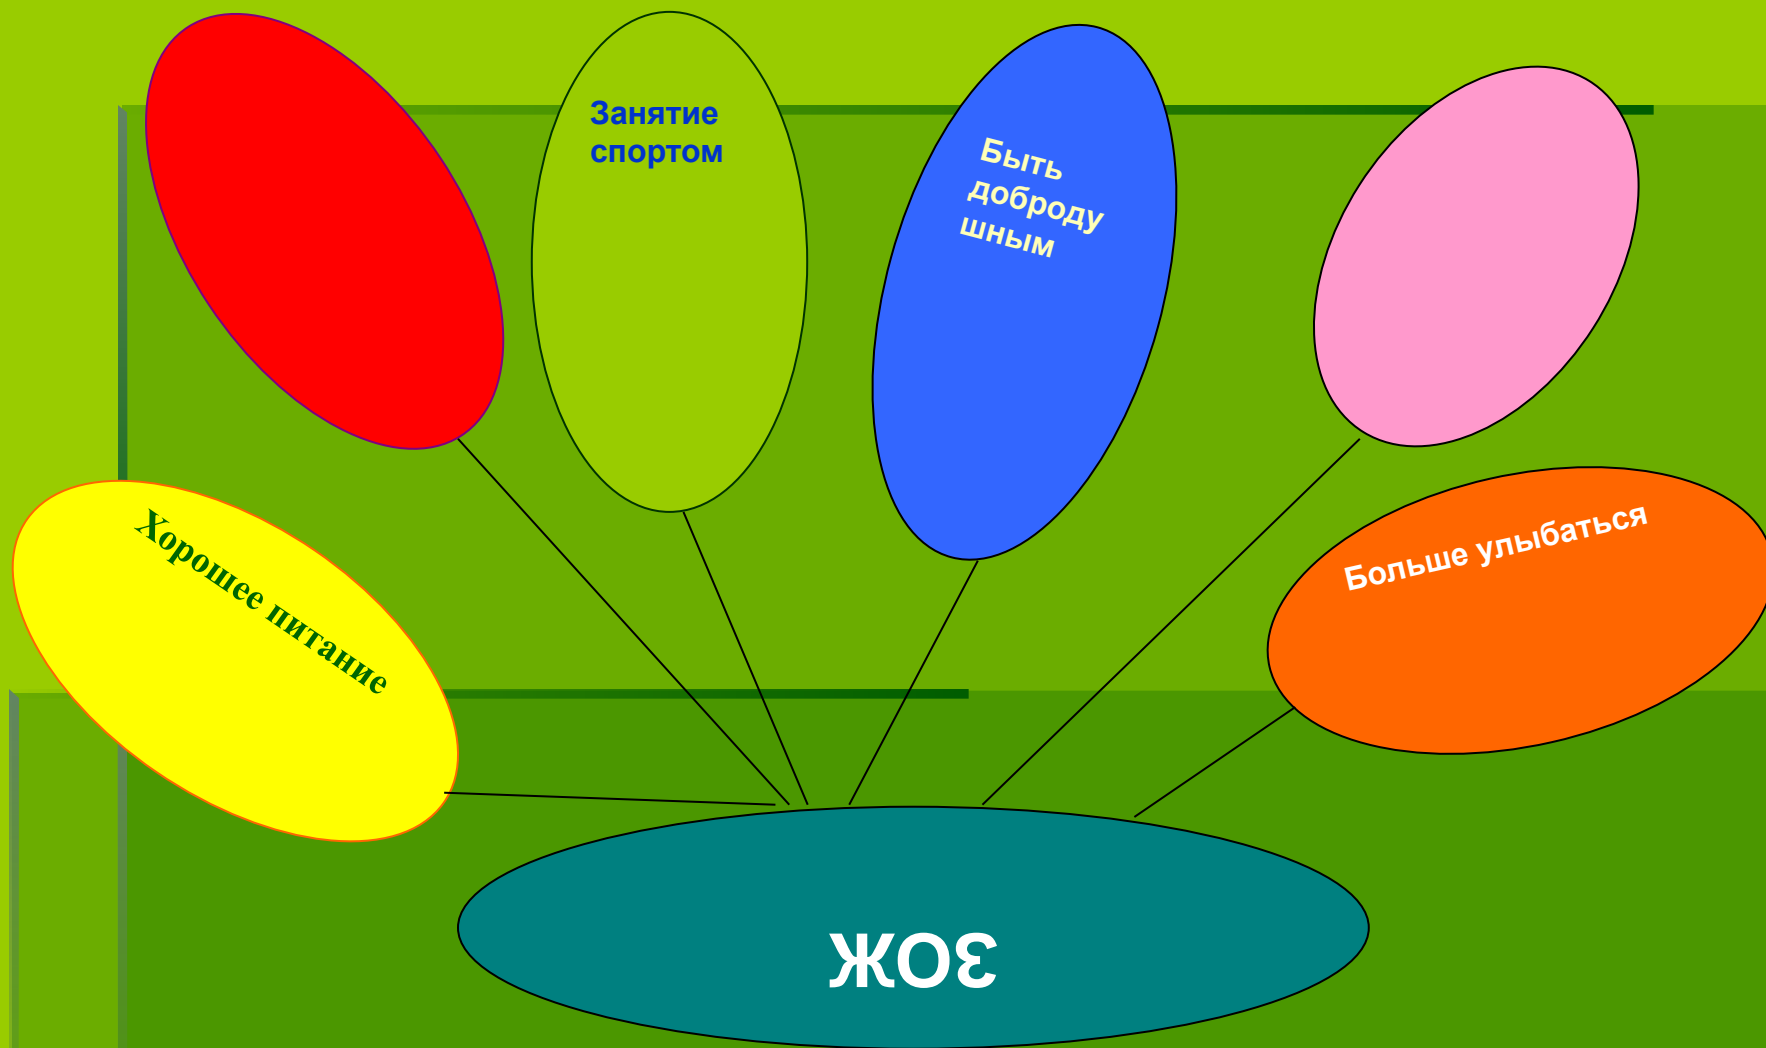 Занятие
спортом
Быть
доброду
шным
Хорошее питание
Больше улыбаться
ЗОЖ